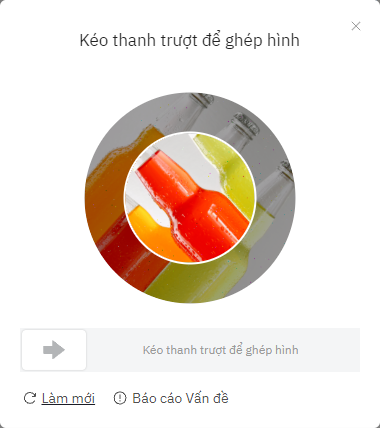 Kéo thanh trượt để ghép hình
Kéo thanh trượt để ghép hình
Làm mới
Báo cáo Vấn đề